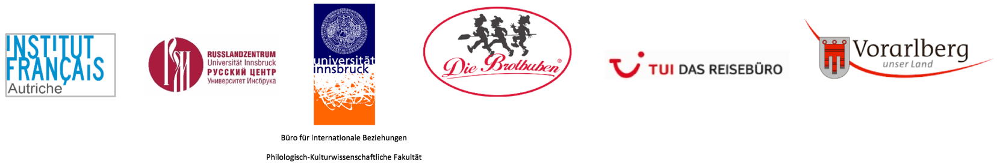 INSTITUT
FRANÇAIS
Autriche
RUSSLANDZENTRUM
Universität Innsbruck
РУССКИЙ ЦЕНТР
Университет Инсбрука
universität
innsbruck
Büro für internationale Beziehungen
Philologisch-Kulturwissenschaftliche Fakultät
Die Brotbuben®
TUI DAS REISEBÜRO
Vorarlberg
unser Land